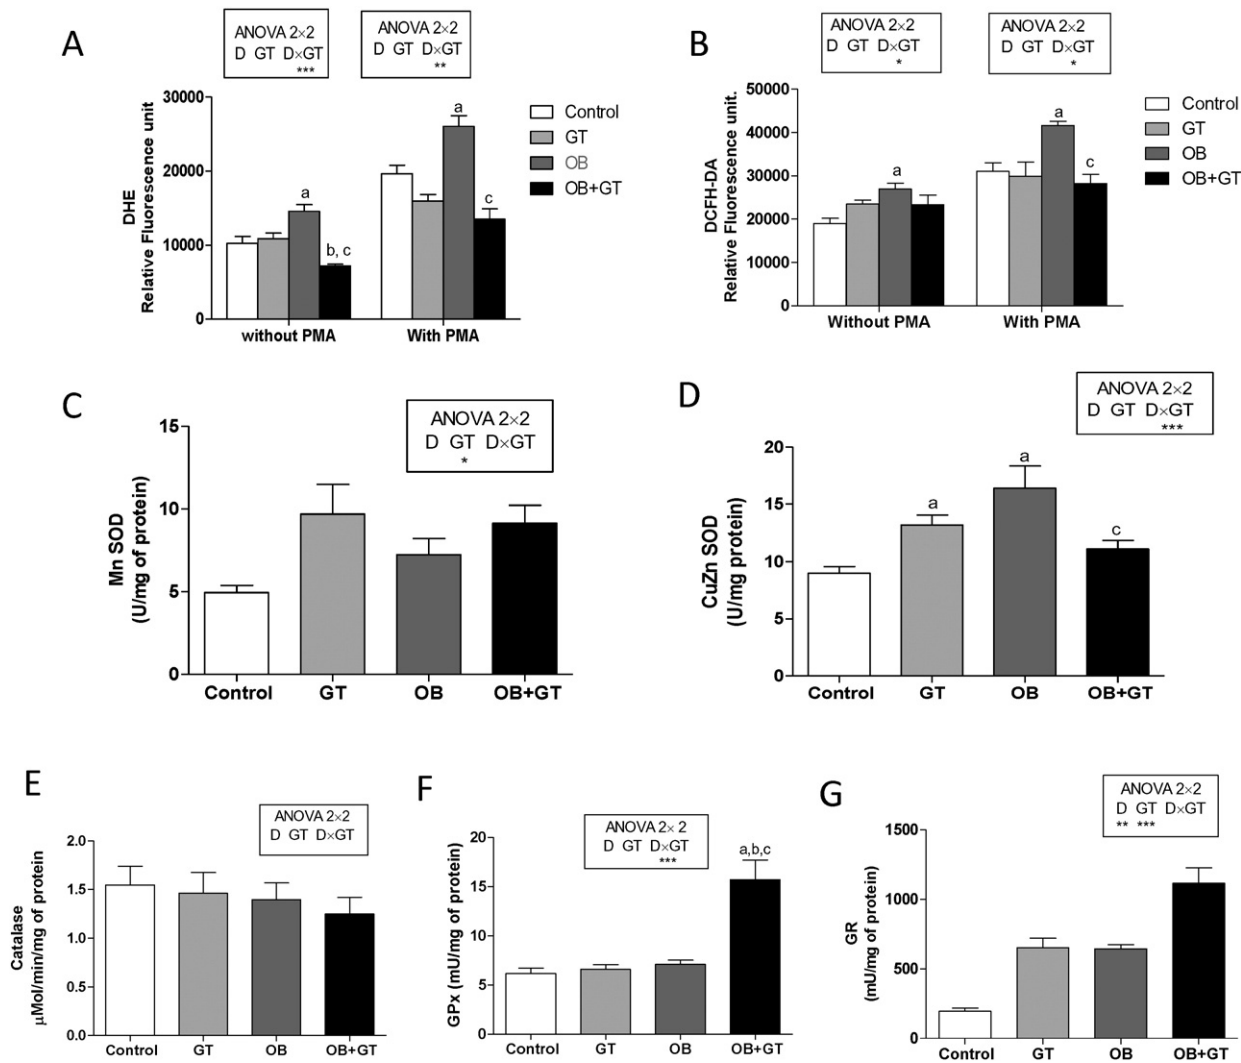 A
ANOVA 2×2
D GT D×GT
***
ANOVA 2×2
D GT D×GT
**
DHE
Relative Fluorescence unit
30000
20000
10000
0
a
b, c
a
c
without PMA
With PMA
Control
GT
OB
OB+GT
B
ANOVA 2×2
D GT D×GT
*
ANOVA 2×2
D GT D×GT
*
DCFH-DA
Relative Fluorescence unit.
50000
40000
30000
20000
10000
0
a
a
c
Without PMA
With PMA
Control
GT
OB
OB+GT
C
ANOVA 2×2
D GT D×GT
*
Mn SOD
(U/mg of protein)
15
10
5
0
Control
GT
OB
OB+GT
D
ANOVA 2×2
D GT D×GT
***
CuZn SOD
(U/mg protein)
20
15
10
5
0
a
a
c
Control
GT
OB
OB+GT
E
ANOVA 2×2
D GT D×GT
Catalase
µMol/min/mg of protein
2.0
1.5
1.0
0.5
0.0
Control
GT
OB
OB+GT
F
ANOVA 2× 2
D GT D×GT
***
GPx (mU/mg of protein)
20
15
10
5
0
a,b,c
Control
GT
OB
OB+GT
G
ANOVA 2×2
D GT D×GT
** ***
GR
(mU/mg of protein)
1500
1000
500
0
Control
GT
OB
OB+GT